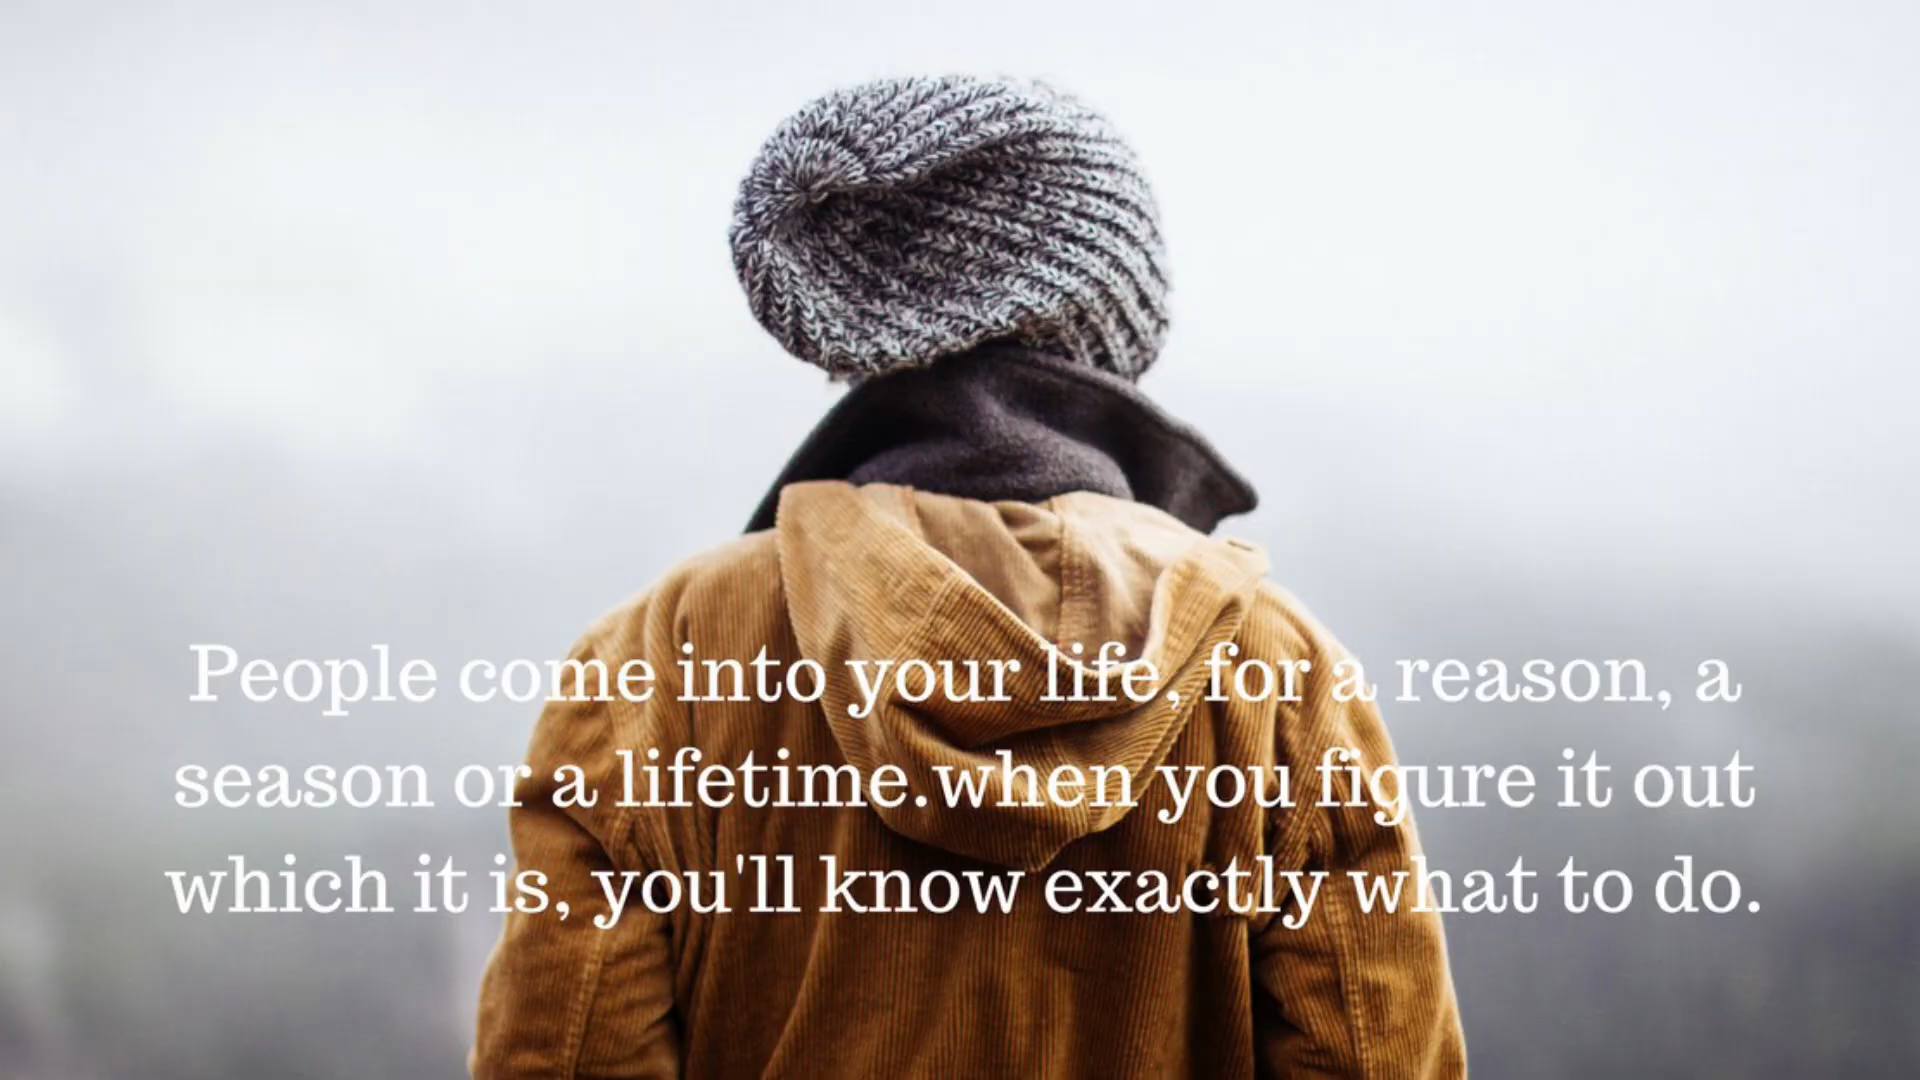 People come into your life, for a reason, a
season or a lifetime.when you figure it out
which it is, you'll know exactly what to do.